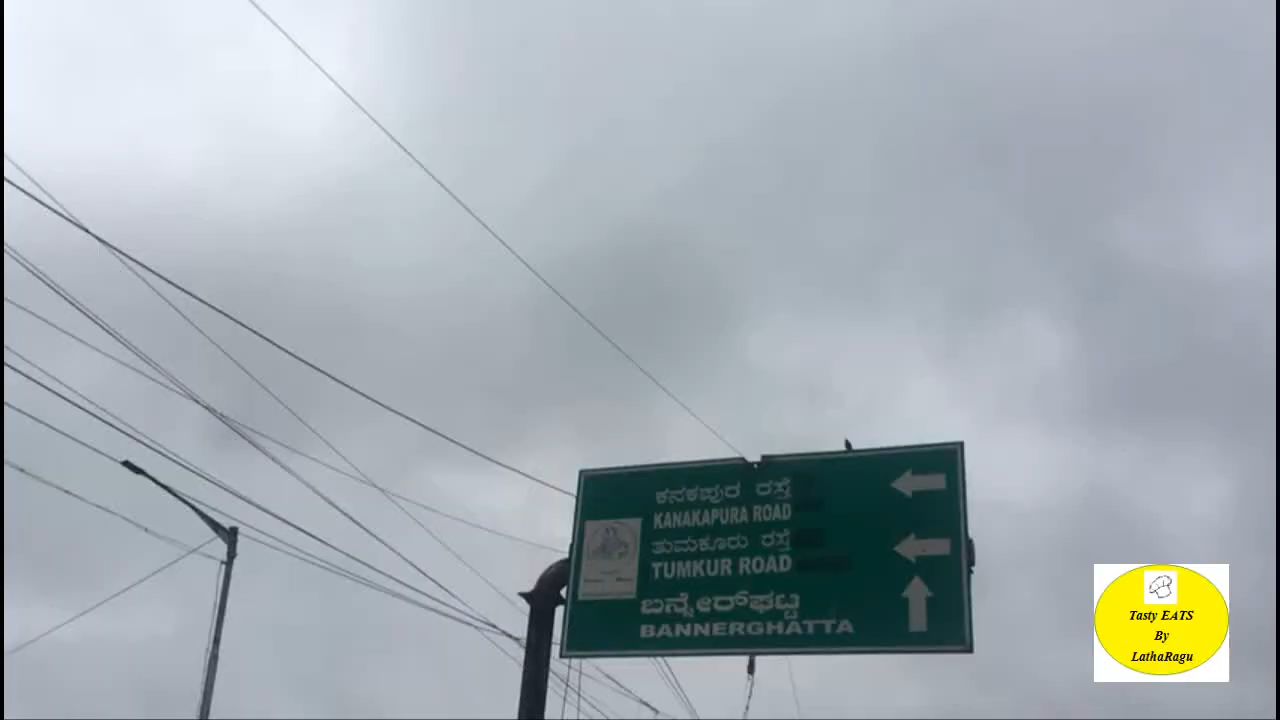 ಕನಕಪುರ ರಸ್ತೆ
KANAKAPURA ROAD
ತುಮಕೂರು ರಸ್ತೆ
TUMKUR ROAD
ಬನ್ನೇರ್‌ಘಟ್ಟ
BANNERGHATTA
Tasty EATS
By
LathaRagu